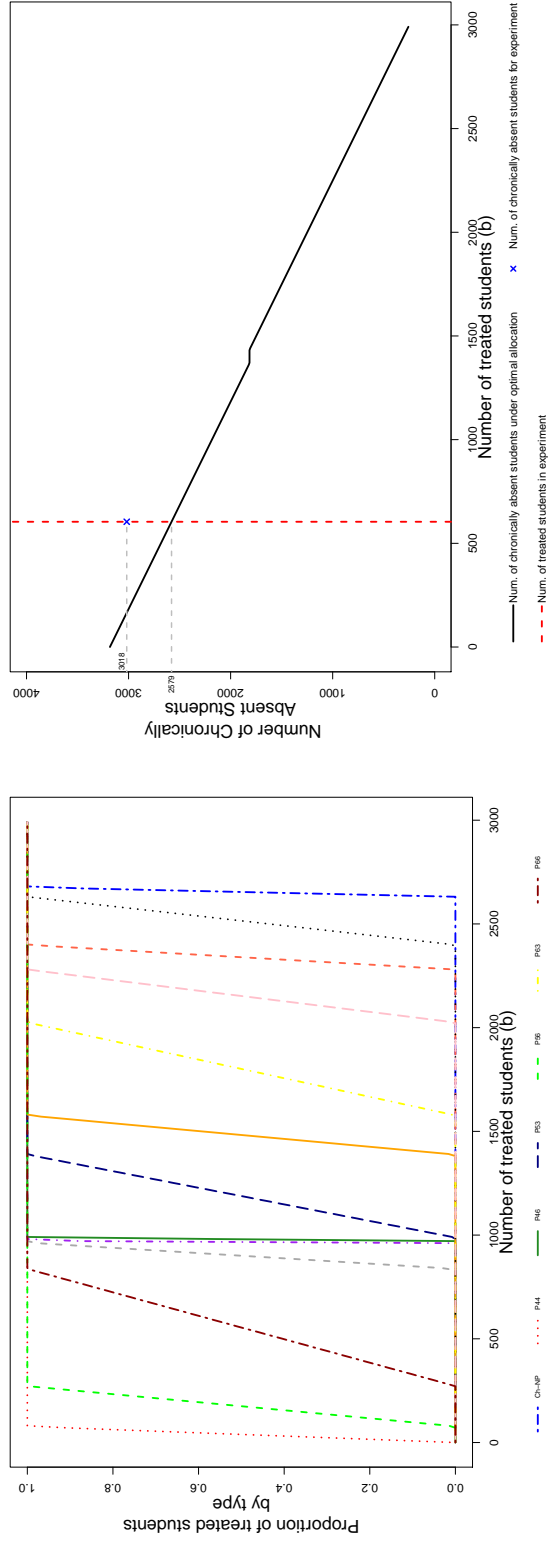 Proportion of treated students
by type
1.0
0.8
0.6
0.4
0.2
0.0
0 500 1000 1500 2000 2500 3000
Number of treated students (b)
Ch−NP P44 P46 P53 P56 P63 P66
Number of Chronically
Absent Students
4000
3000
2000
1000
0
3018
2579
0 500 1000 1500 2000 2500 3000
Number of treated students (b)
Num. of chronically absent students under optimal allocation Num. of chronically absent students for experiment
Num. of treated students in experiment